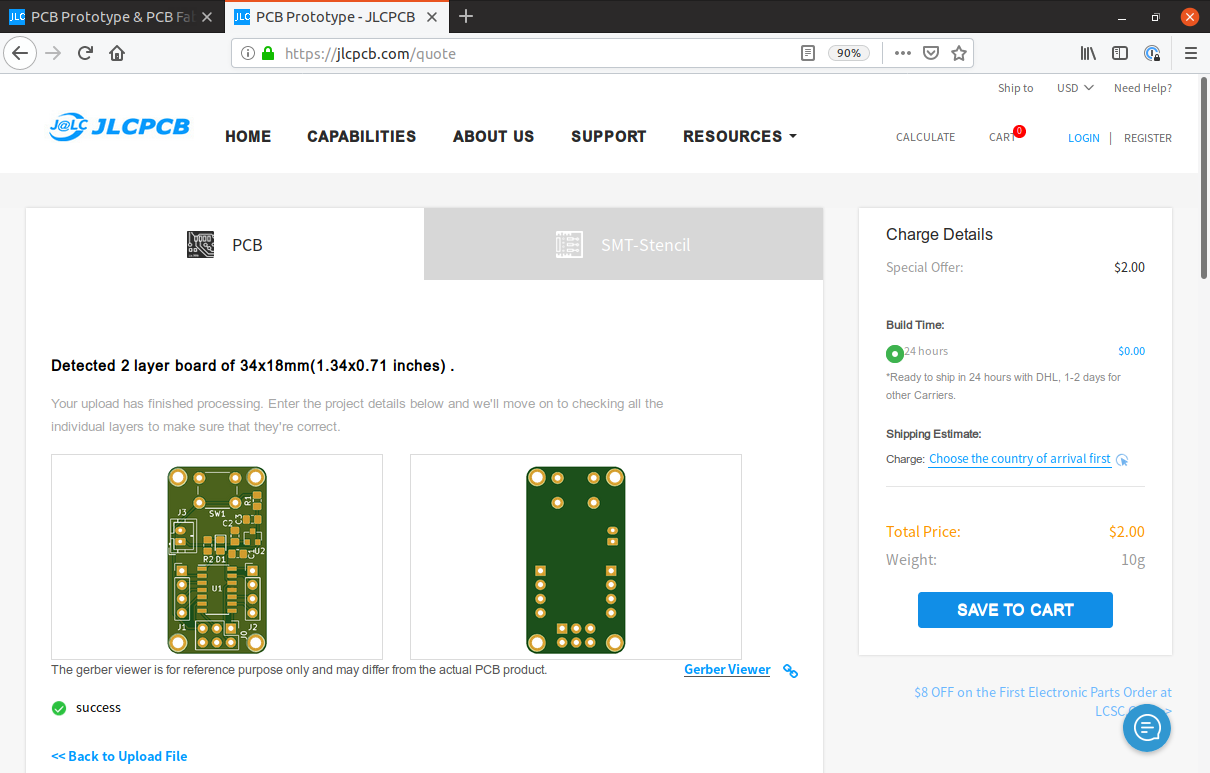 JLC PCB Prototype & PCB Fab
JLC PCB Prototype - JLCPCB
https://jlcpcb.com/quote
90%
Ship to USD Need Help?
J@LC JLCPCB
HOME CAPABILITIES ABOUT US SUPPORT RESOURCES
CALCULATE CART 0 LOGIN | REGISTER
PCB
SMT-Stencil
Detected 2 layer board of 34x18mm(1.34x0.71 inches) .
Your upload has finished processing. Enter the project details below and we'll move on to checking all the
individual layers to make sure that they're correct.
R1
J3
SW1
C2
C3
U2
R2 D1
U1
J1
J2
J0
The gerber viewer is for reference purpose only and may differ from the actual PCB product.
Gerber Viewer
success
<< Back to Upload File
Charge Details
Special Offer: $2.00
Build Time:
24 hours $0.00
*Ready to ship in 24 hours with DHL, 1-2 days for
other Carriers.
Shipping Estimate:
Charge: Choose the country of arrival first
Total Price: $2.00
Weight: 10g
SAVE TO CART
$8 OFF on the First Electronic Parts Order at
LCSC >